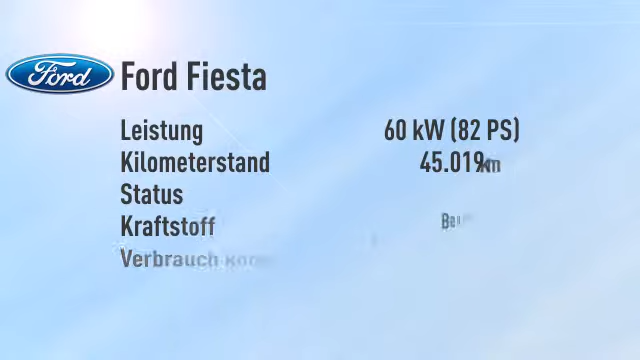 Ford
Ford Fiesta
Leistung 60 kW (82 PS)
Kilometerstand 45.019 km
Status
Kraftstoff
Verbrauch